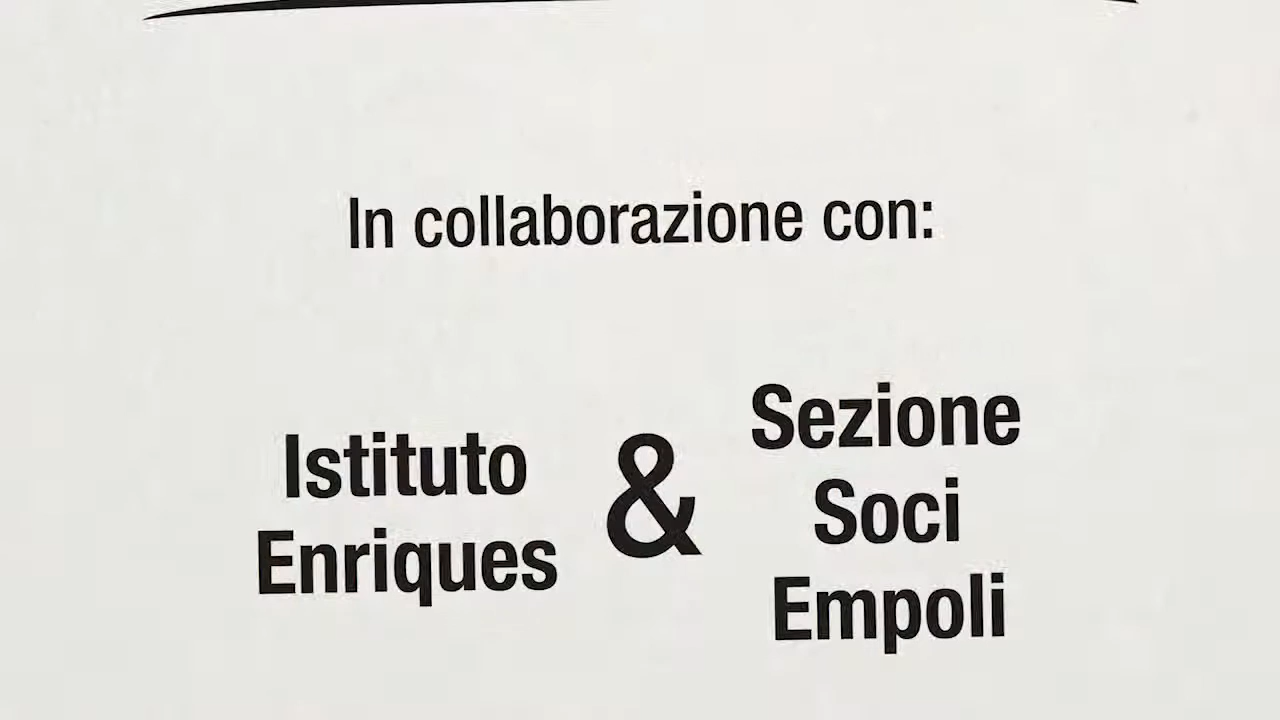 In collaborazione con:
Istituto
Enriques
&
Sezione
Soci
Empoli